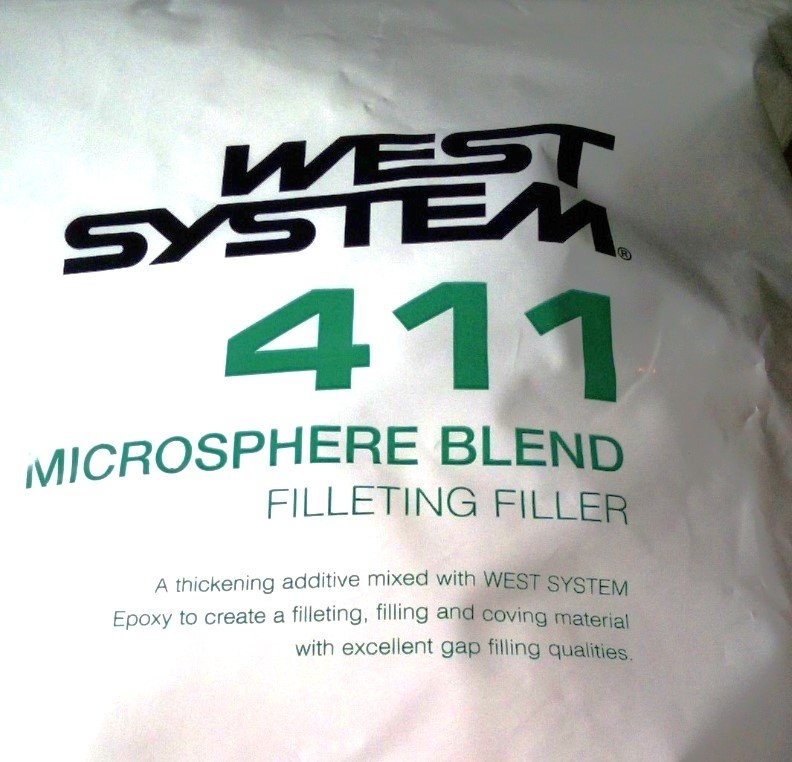 WEST
SYSTEM®
411
MICROSPHERE BLEND
FILLETING FILLER
A thickening additive mixed with WEST SYSTEM
Epoxy to create a filleting, filling and coving material
with excellent gap filling qualities.